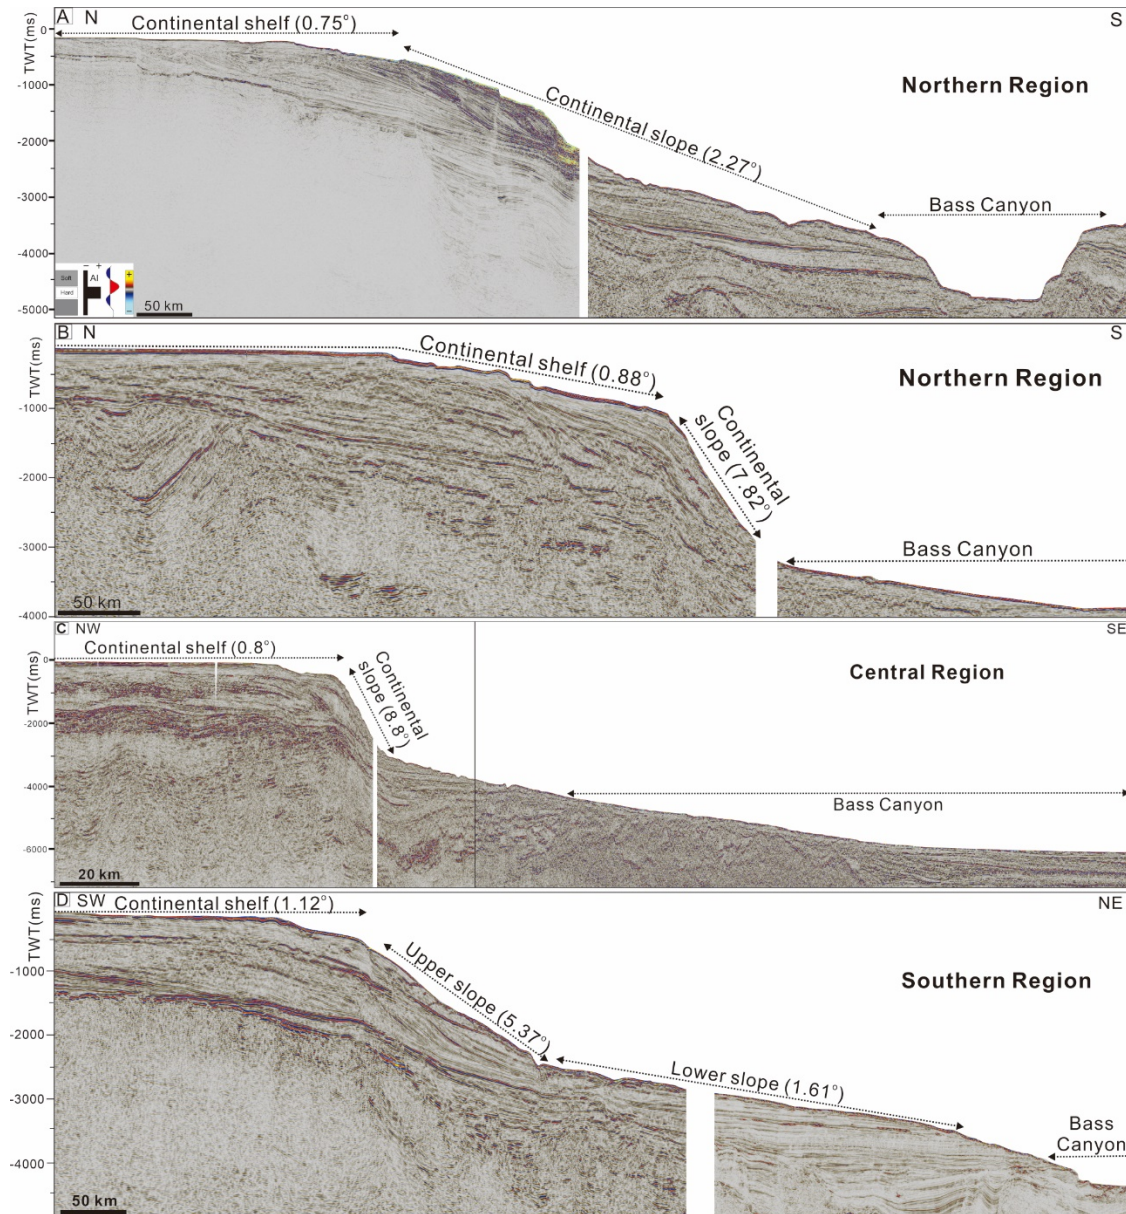 A N
Continental shelf (0.75°)
S
TWT(ms)
0
-1000
-2000
-3000
-4000
-5000
Northern Region
Continental slope (2.27°)
Bass Canyon
- +
Soft
AI
Hard
+
-
50 km
B N
S
TWT(ms)
0
-1000
-2000
-3000
-4000
Continental shelf (0.88°)
Northern Region
Continental
slope (7.82°)
Bass Canyon
50 km
C NW
SE
Continental shelf (0.8°)
TWT(ms)
0
-2000
-4000
-6000
Continental
slope (8.8°)
Central Region
Bass Canyon
20 km
D SW
Continental shelf (1.12°)
NE
TWT(ms)
-1000
-2000
-3000
-4000
Upper slope (5.37°)
Southern Region
Lower slope (1.61°)
Bass
Canyon
50 km